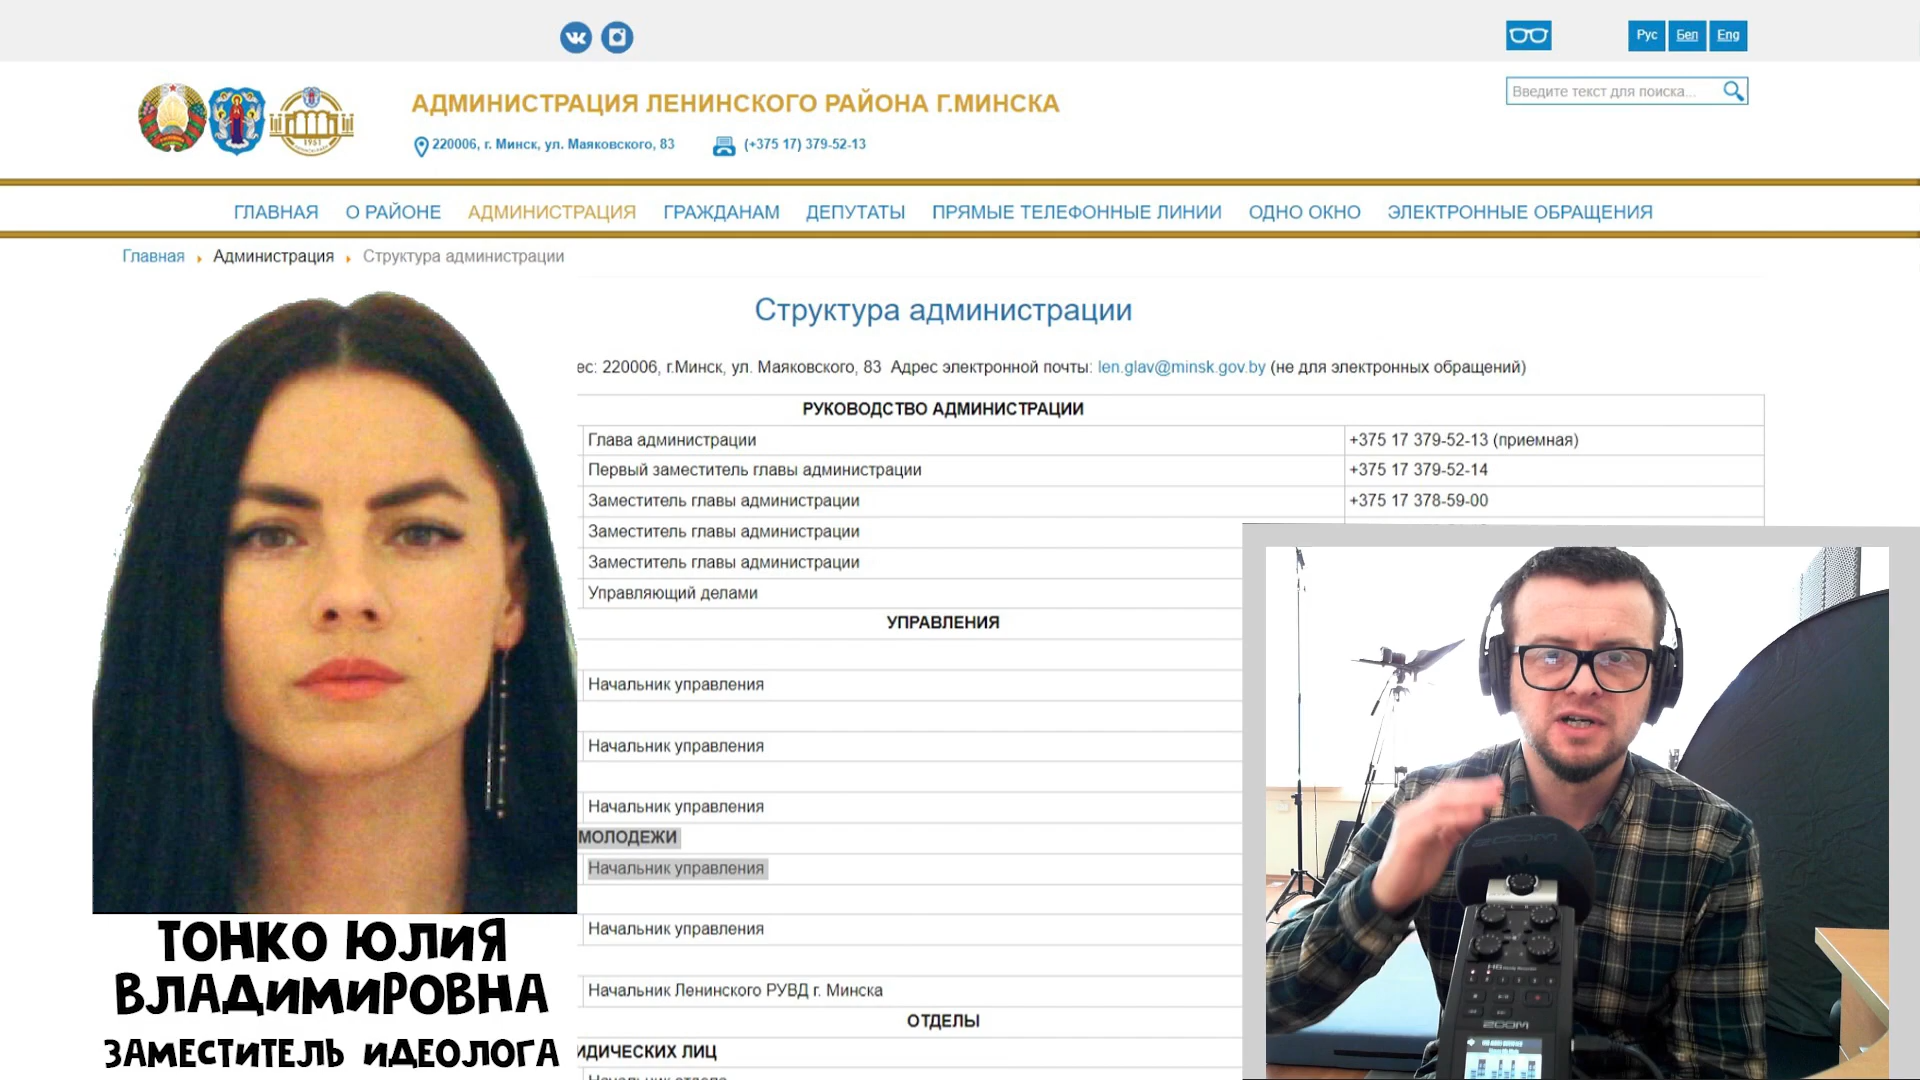 Рус Бел Eng
АДМИНИСТРАЦИЯ ЛЕНИНСКОГО РАЙОНА Г.МИНСКА
Введите текст для поиска...
220006, г. Минск, ул. Маяковского, 83 (+375 17) 379-52-13
1951
ГЛАВНАЯ О РАЙОНЕ АДМИНИСТРАЦИЯ ГРАЖДАНАМ ДЕПУТАТЫ ПРЯМЫЕ ТЕЛЕФОННЫЕ ЛИНИИ ОДНО ОКНО ЭЛЕКТРОННЫЕ ОБРАЩЕНИЯ
Главная Администрация Структура администрации
Структура администрации
ес: 220006, г.Минск, ул. Маяковского, 83 Адрес электронной почты: len.glav@minsk.gov.by (не для электронных обращений)
РУКОВОДСТВО АДМИНИСТРАЦИИ
Глава администрации +375 17 379-52-13 (приемная)
Первый заместитель главы администрации +375 17 379-52-14
Заместитель главы администрации +375 17 378-59-00
Заместитель главы администрации
Заместитель главы администрации
Управляющий делами
УПРАВЛЕНИЯ
Начальник управления
Начальник управления
Начальник управления
МОЛОДЕЖИ
Начальник управления
Начальник управления
Начальник Ленинского РУВД г. Минска
ОТДЕЛЫ
ИДИЧЕСКИХ ЛИЦ
Начальник отдела
ТОНКО ЮЛИЯ
ВЛАДИМИРОВНА
ЗАМЕСТИТЕЛЬ ИДЕОЛОГА
ZOOM
H6
ZOOM